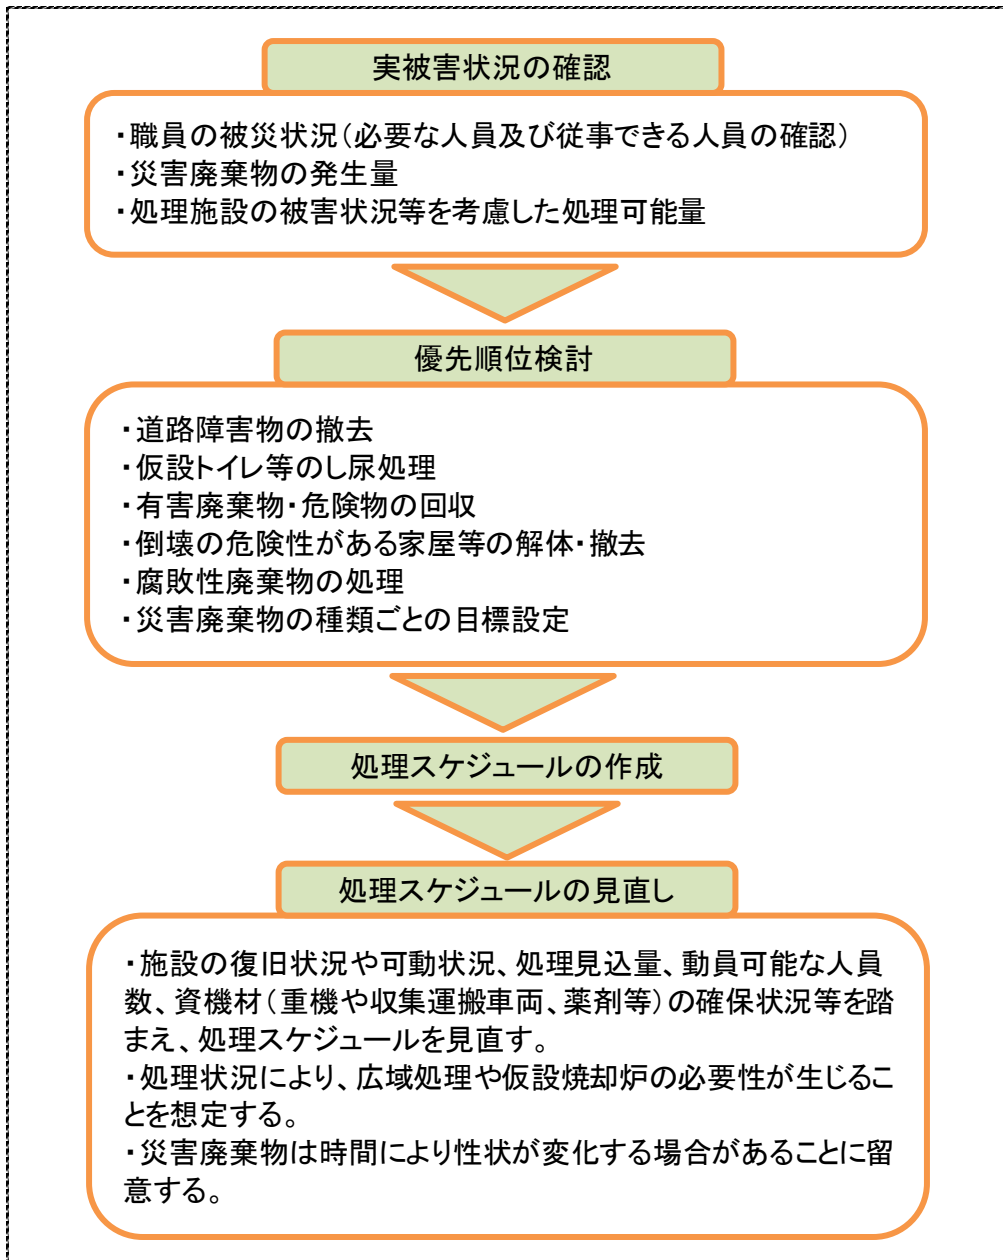 実被害状況の確認
・職員の被災状況(必要な人員及び従事できる人員の確認)
・災害廃棄物の発生量
・処理施設の被害状況等を考慮した処理可能量
優先順位検討
・道路障害物の撤去
・仮設トイレ等のし尿処理
・有害廃棄物・危険物の回収
・倒壊の危険性がある家屋等の解体・撤去
・腐敗性廃棄物の処理
・災害廃棄物の種類ごとの目標設定
処理スケジュールの作成
処理スケジュールの見直し
・施設の復旧状況や可動状況、処理見込量、動員可能な人員
数、資機材(重機や収集運搬車両、薬剤等)の確保状況等を踏
まえ、処理スケジュールを見直す。
・処理状況により、広域処理や仮設焼却炉の必要性が生じるこ
とを想定する。
・災害廃棄物は時間により性状が変化する場合があることに留
意する。